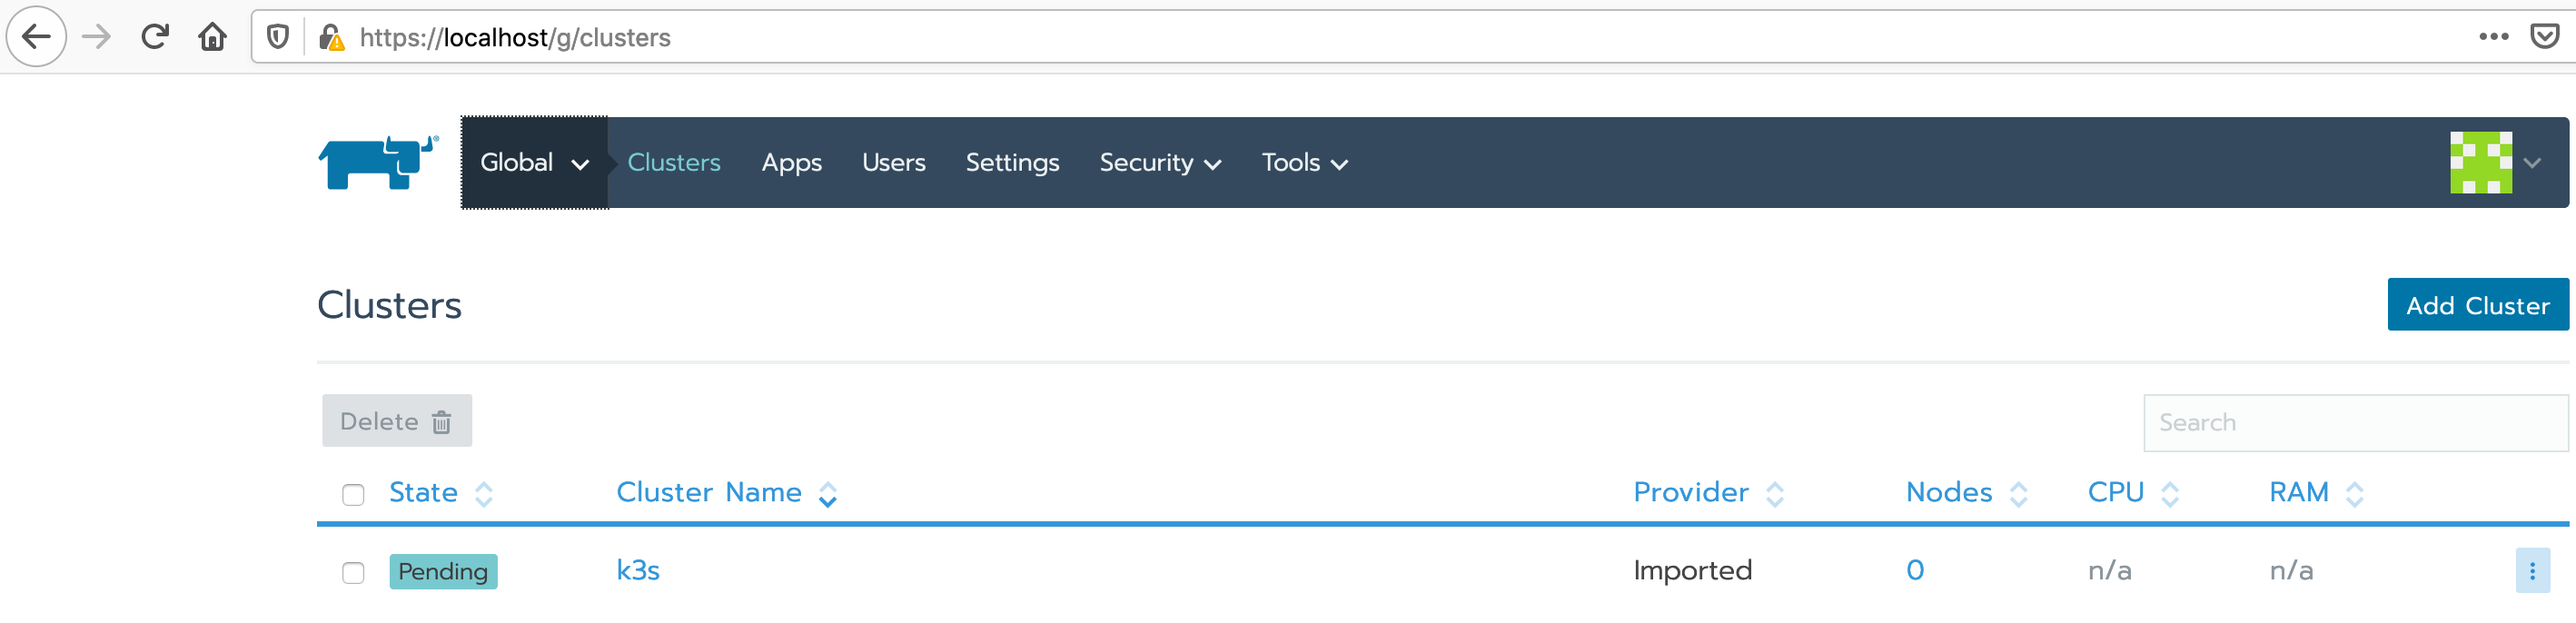 https://localhost/g/clusters
Global Clusters Apps Users Settings Security Tools
Clusters
Add Cluster
Delete
Search
State Cluster Name Provider Nodes CPU RAM
Pending k3s Imported 0 n/a n/a